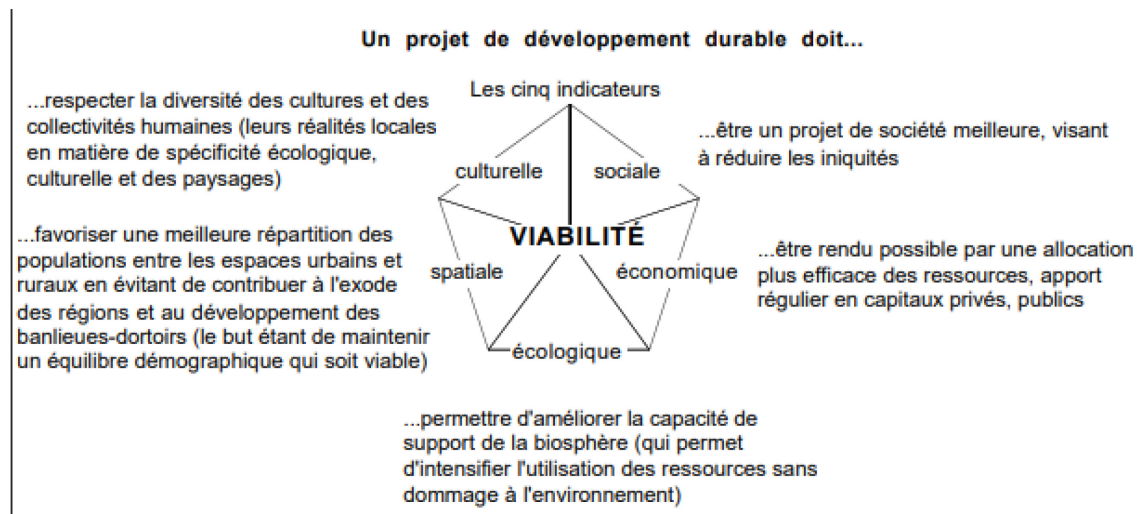 Un projet de développement durable doit...
Les cinq indicateurs
...respecter la diversité des cultures et des
collectivités humaines (leurs réalités locales
en matière de spécificité écologique,
culturelle et des paysages)
culturelle
sociale
...être un projet de société meilleure, visant
à réduire les iniquités
VIABILITÉ
...favoriser une meilleure répartition des
populations entre les espaces urbains et
ruraux en évitant de contribuer à l'exode
des régions et au développement des
banlieues-dortoirs (le but étant de maintenir
un équilibre démographique qui soit viable)
spatiale
économique
...être rendu possible par une allocation
plus efficace des ressources, apport
régulier en capitaux privés, publics
écologique
...permettre d'améliorer la capacité de
support de la biosphère (qui permet
d'intensifier l'utilisation des ressources sans
dommage à l'environnement)